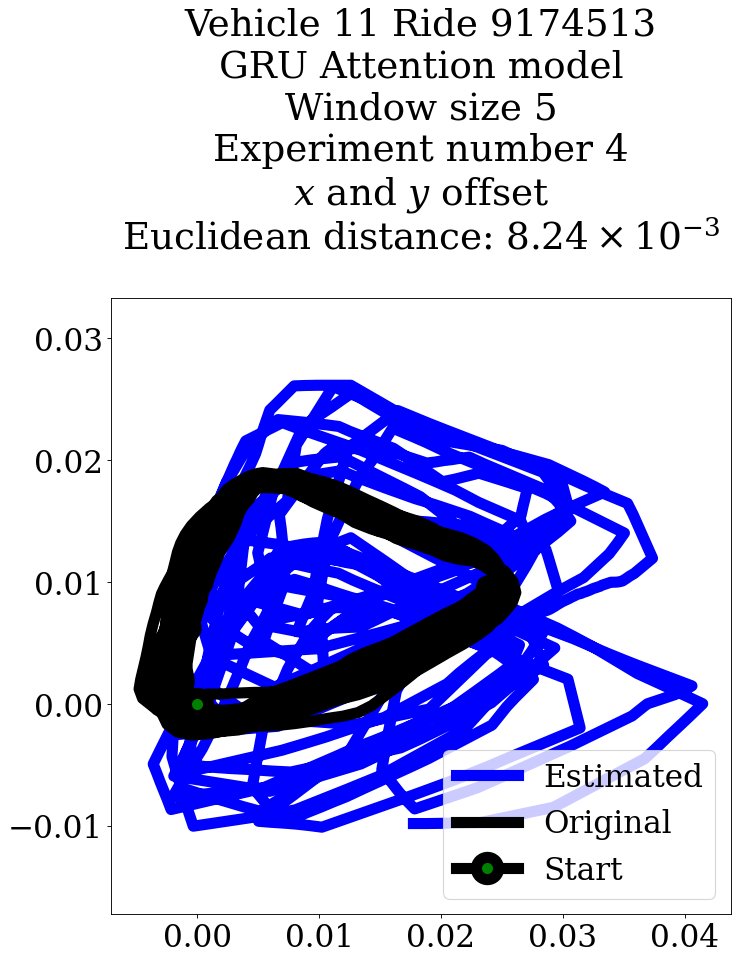 Vehicle 11 Ride 9174513
GRU Attention model
Window size 5
Experiment number 4
x and y offset
Euclidean distance: 8.24 × 10⁻³
0.03
0.02
0.01
0.00
−0.01
Estimated
Original
Start
0.00 0.01 0.02 0.03 0.04